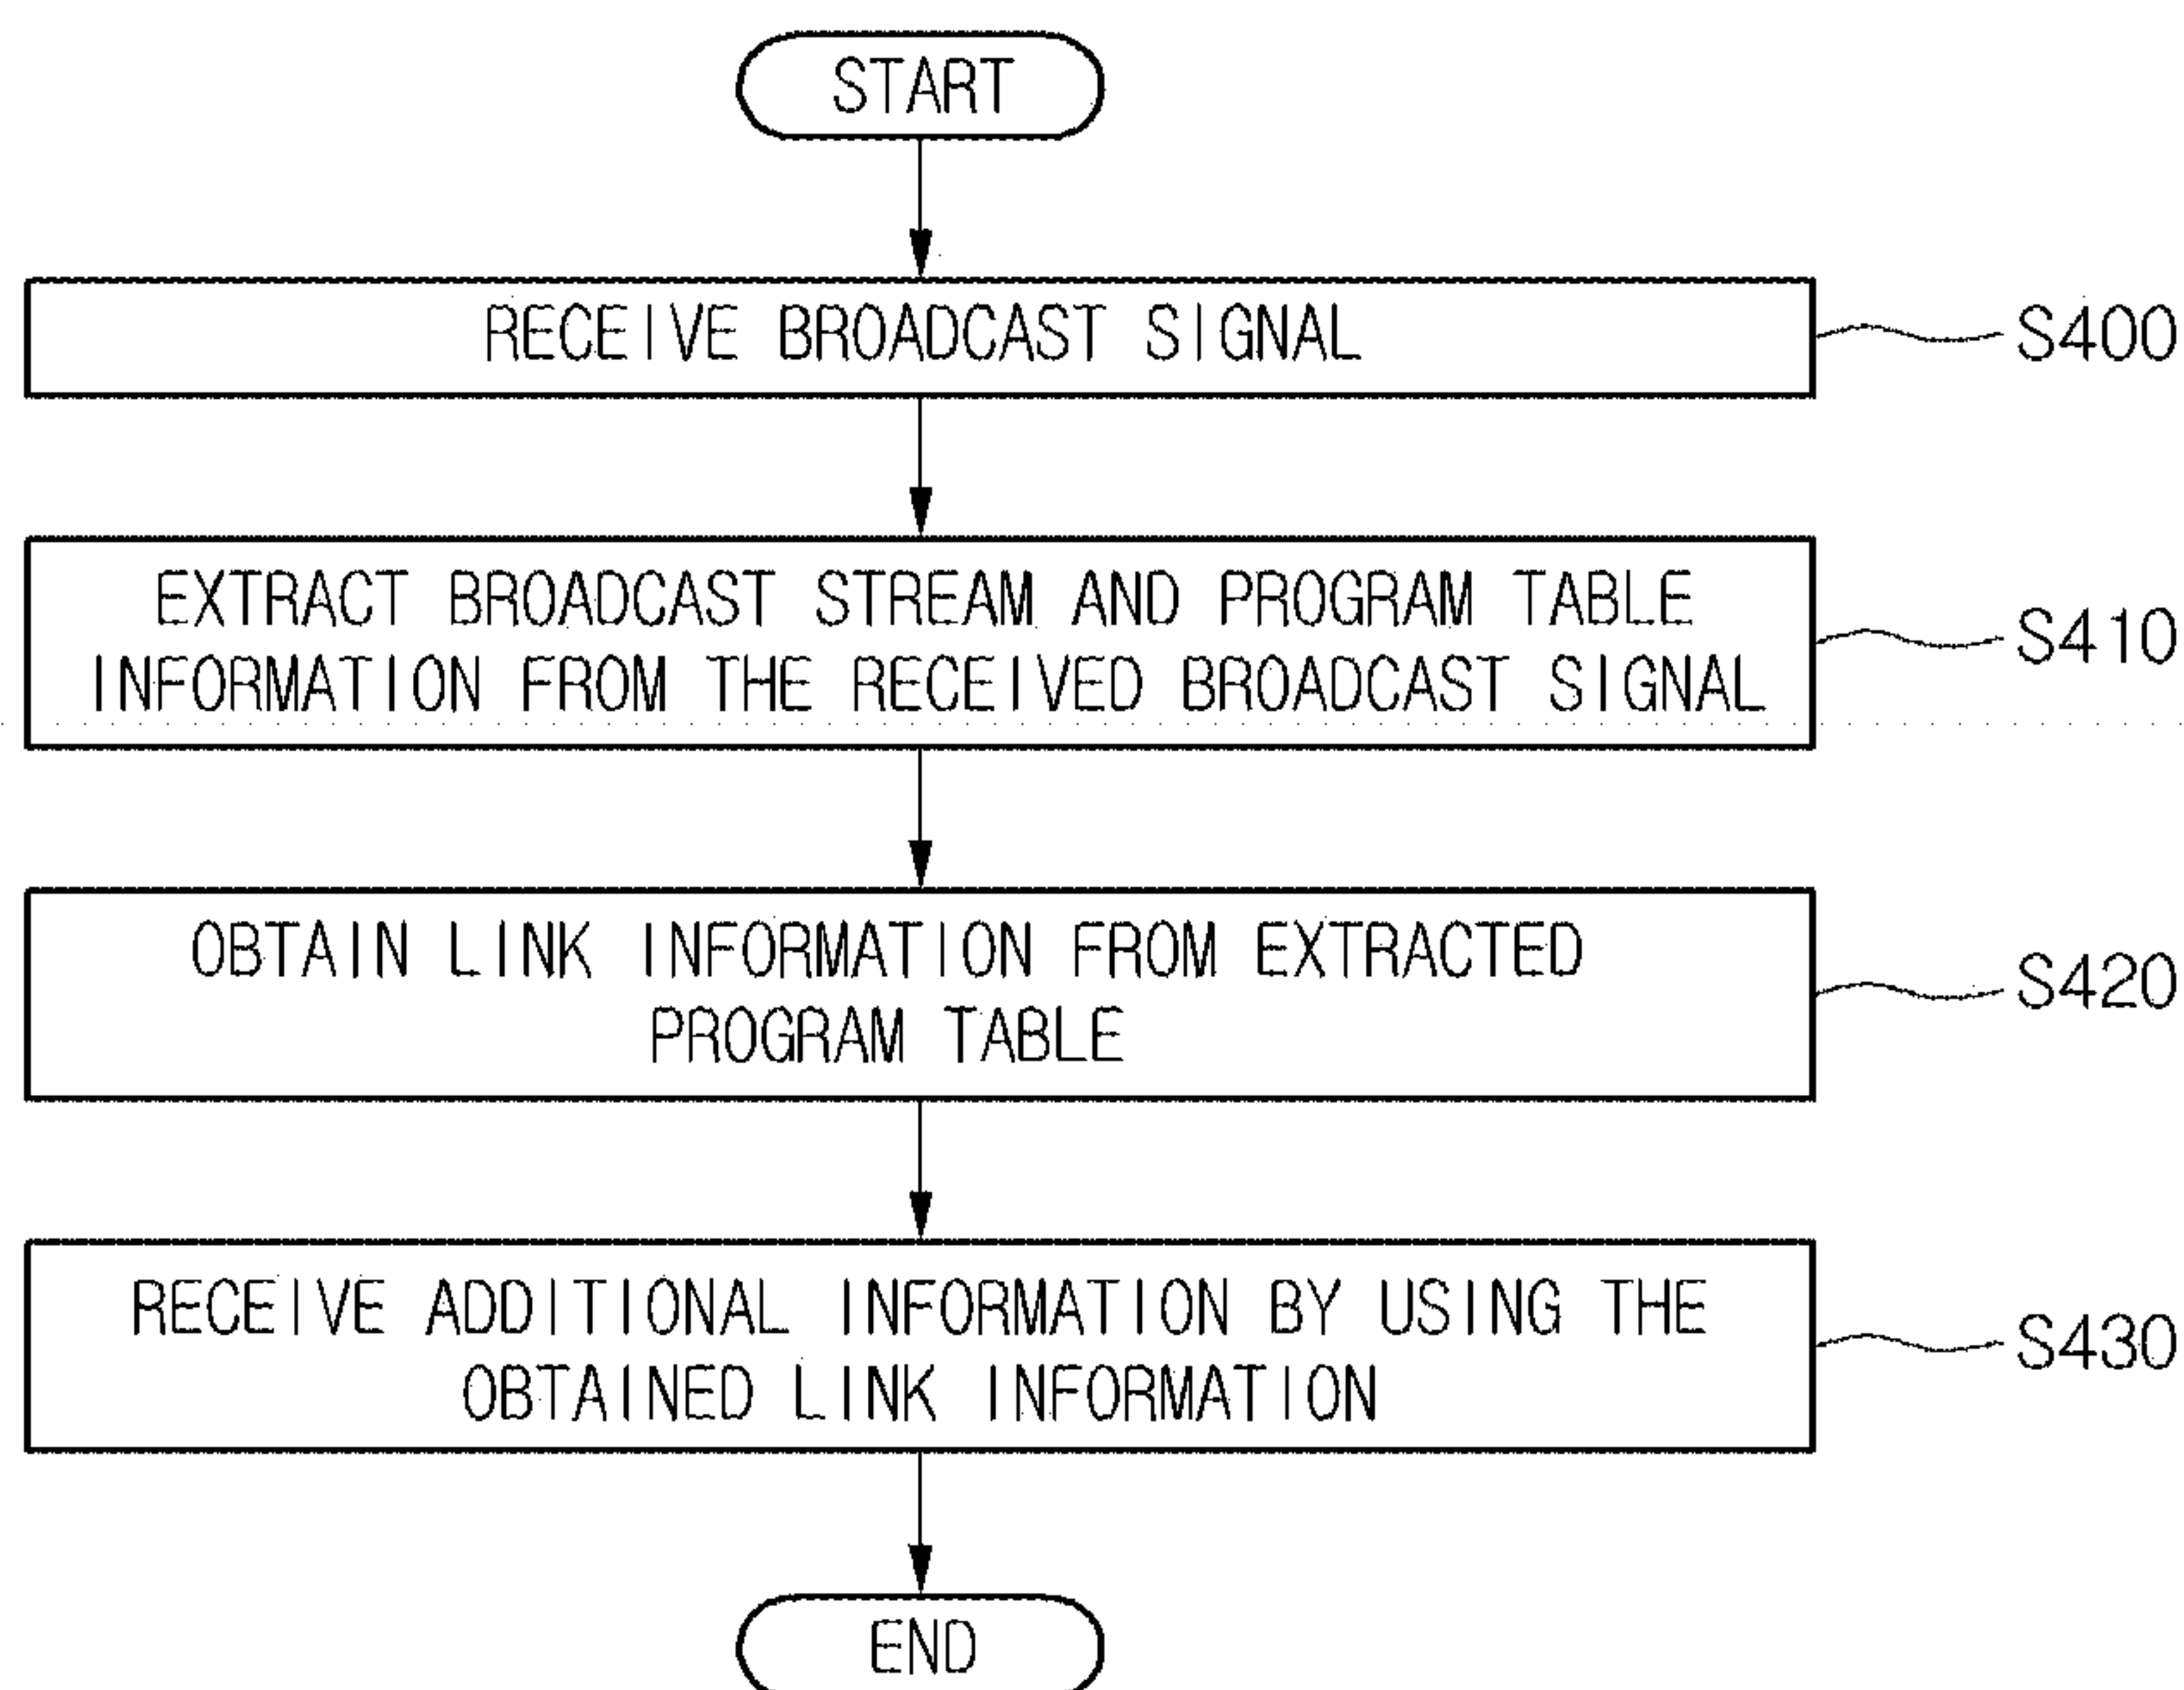 START
RECEIVE BROADCAST SIGNAL
S400
EXTRACT BROADCAST STREAM AND PROGRAM TABLE
INFORMATION FROM THE RECEIVED BROADCAST SIGNAL
S410
OBTAIN LINK INFORMATION FROM EXTRACTED
PROGRAM TABLE
S420
RECEIVE ADDITIONAL INFORMATION BY USING THE
OBTAINED LINK INFORMATION
S430
END